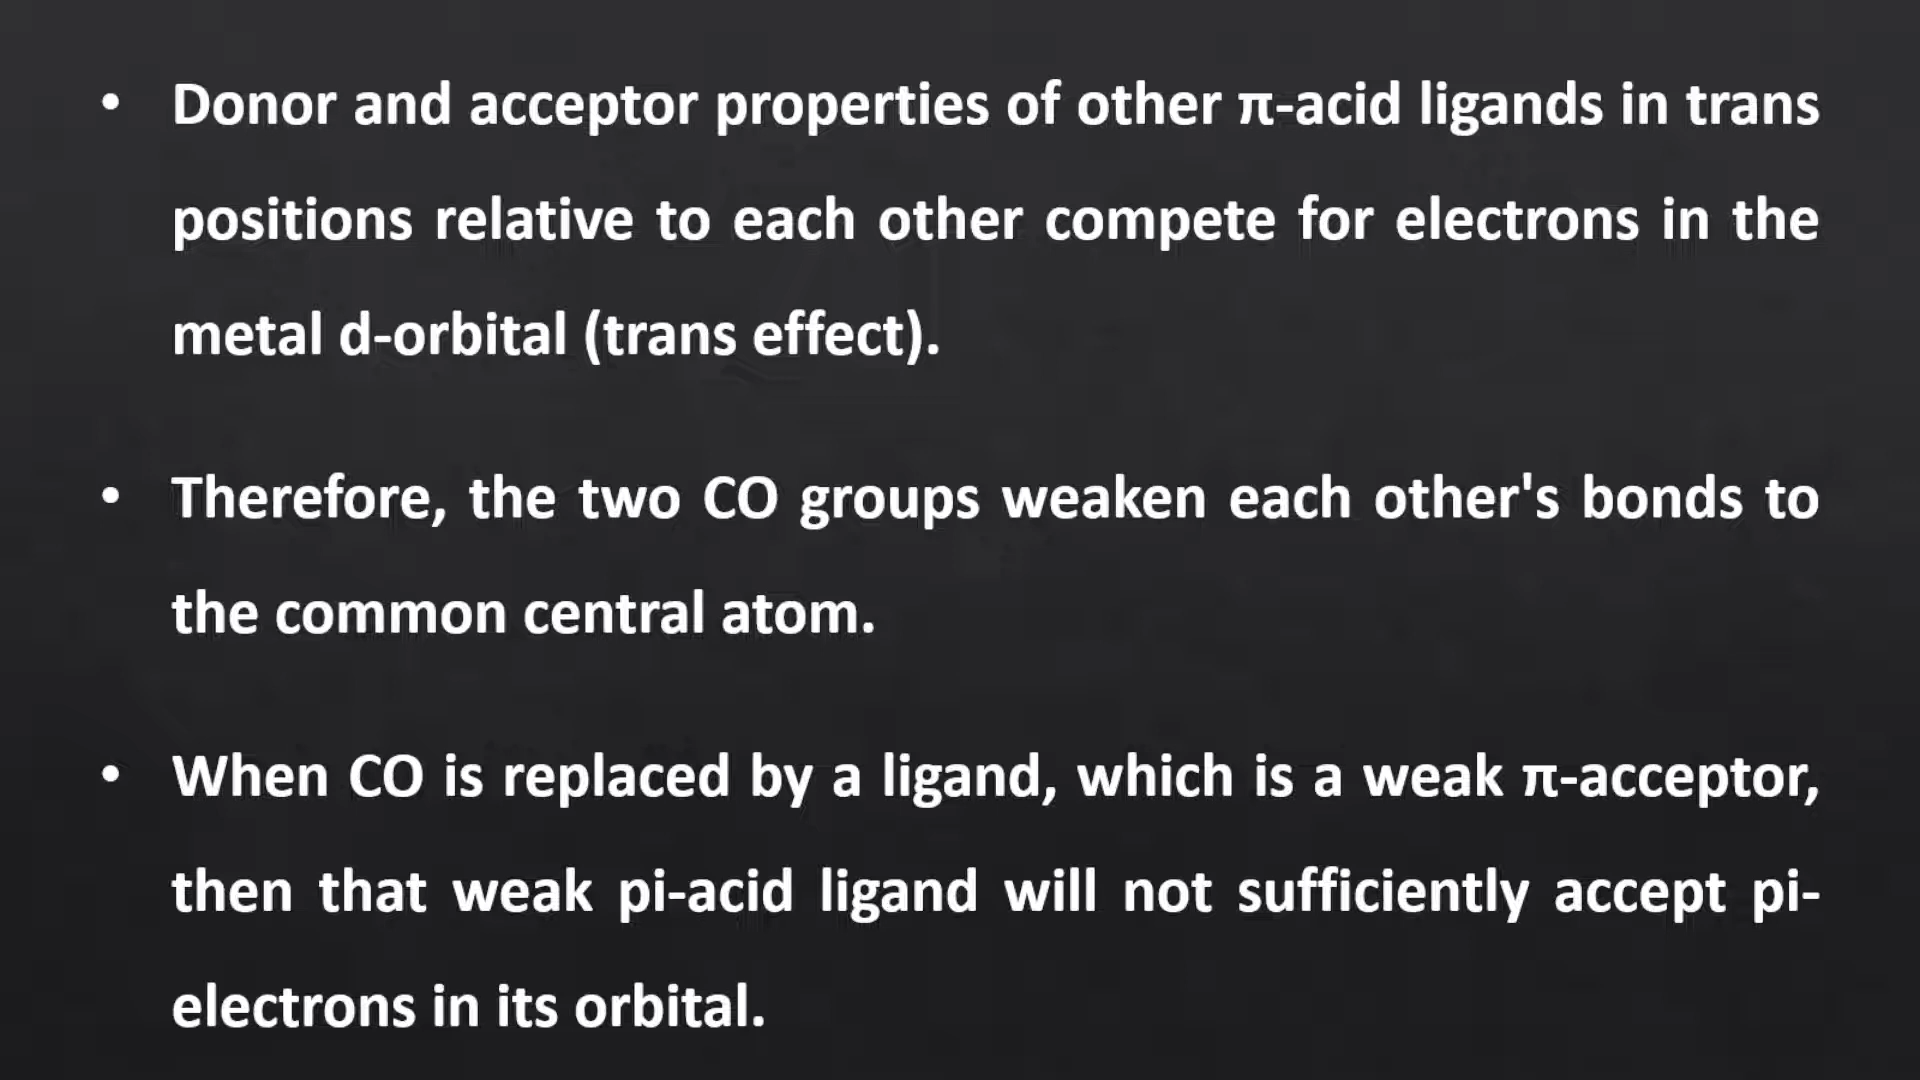 • Donor and acceptor properties of other π-acid ligands in trans
positions relative to each other compete for electrons in the
metal d-orbital (trans effect).
• Therefore, the two CO groups weaken each other's bonds to
the common central atom.
• When CO is replaced by a ligand, which is a weak π-acceptor,
then that weak pi-acid ligand will not sufficiently accept pi-
electrons in its orbital.